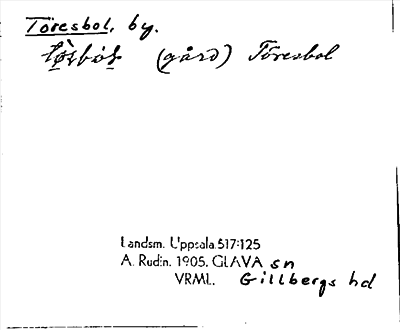 Töresbol, by.
(gård) Töresbol
Landsm. Uppsala 517:125
A. Rudin. 1905. GLAVA sn
VRML. Gillbergs hd